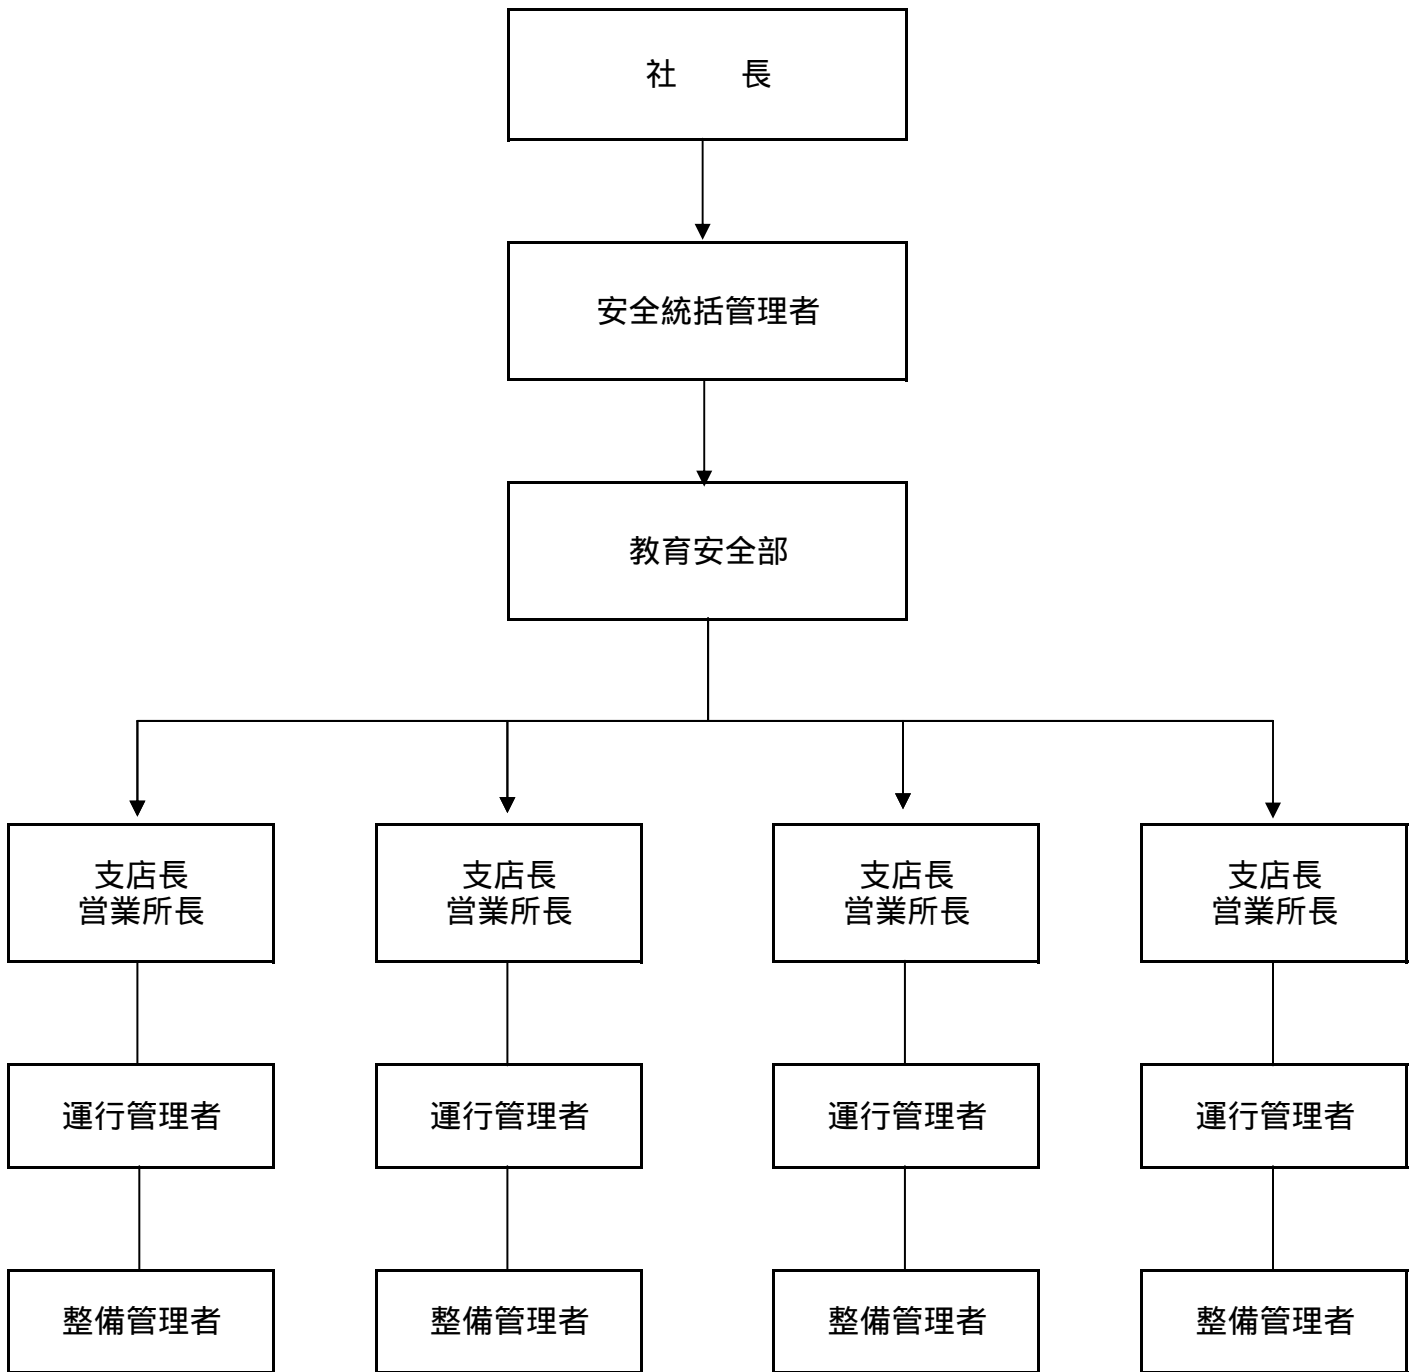 社　　長
安全統括管理者
教育安全部
支店長
営業所長
支店長
営業所長
支店長
営業所長
支店長
営業所長
運行管理者
運行管理者
運行管理者
運行管理者
整備管理者
整備管理者
整備管理者
整備管理者